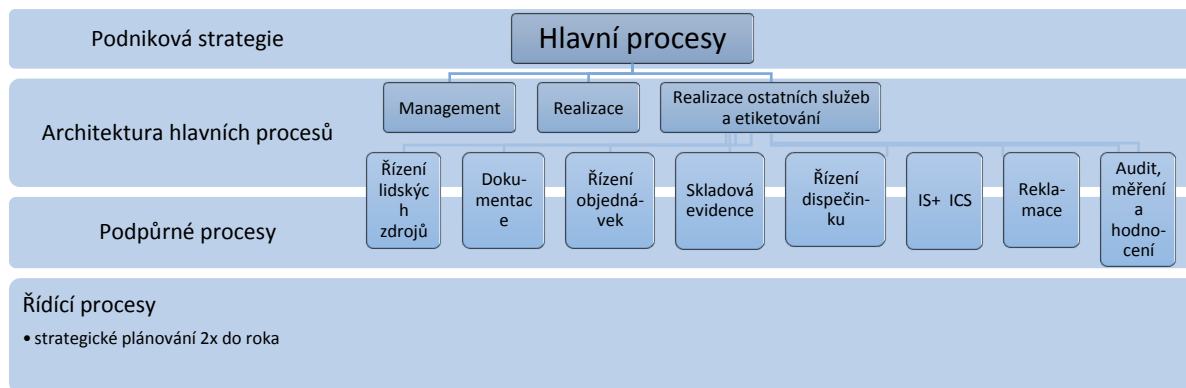 Podniková strategie
Hlavní procesy
Architektura hlavních procesů
Management
Realizace
Realizace ostatních služeb
a etiketování
Podpůrné procesy
Řízení
lidskýc
h
zdrojů
Doku-
mentac
e
Řízení
objedná-
vek
Skladová
evidence
Řízení
dispečin-
ku
IS+ ICS
Rekla-
mace
Audit,
měření
a
hodno-
cení
Řídící procesy
• strategické plánování 2x do roka